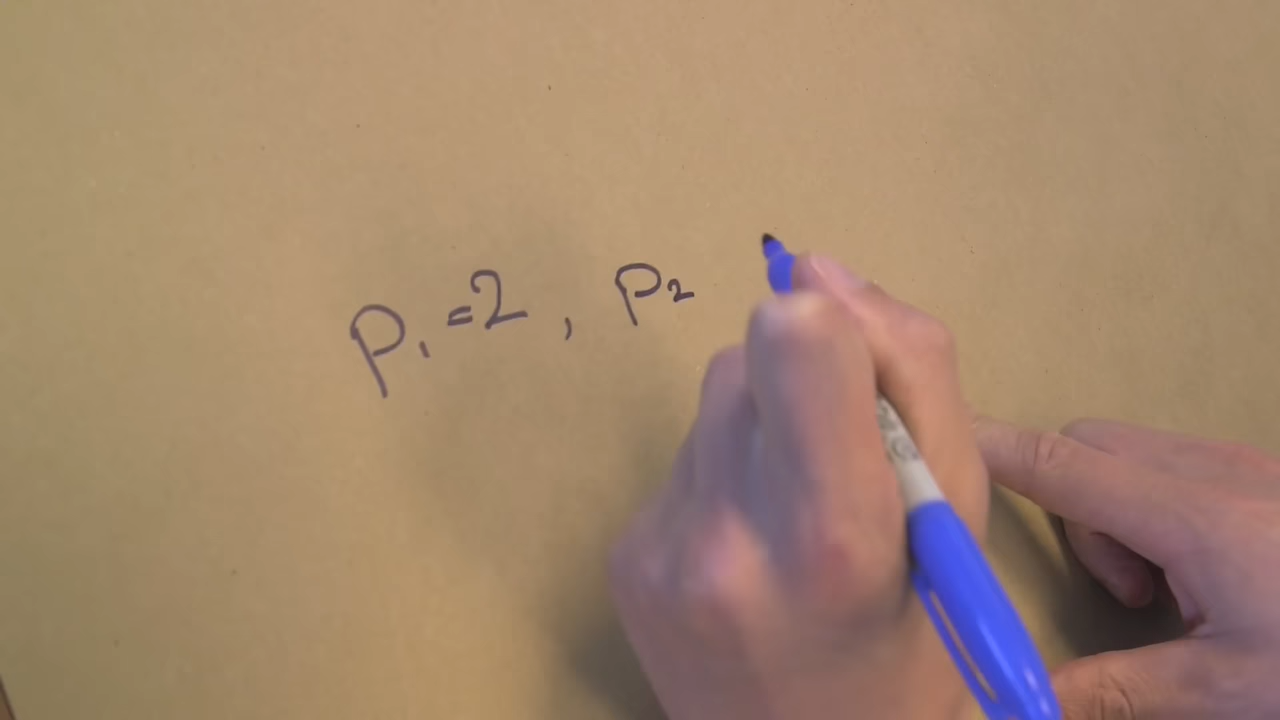 p₁ = 2, p₂